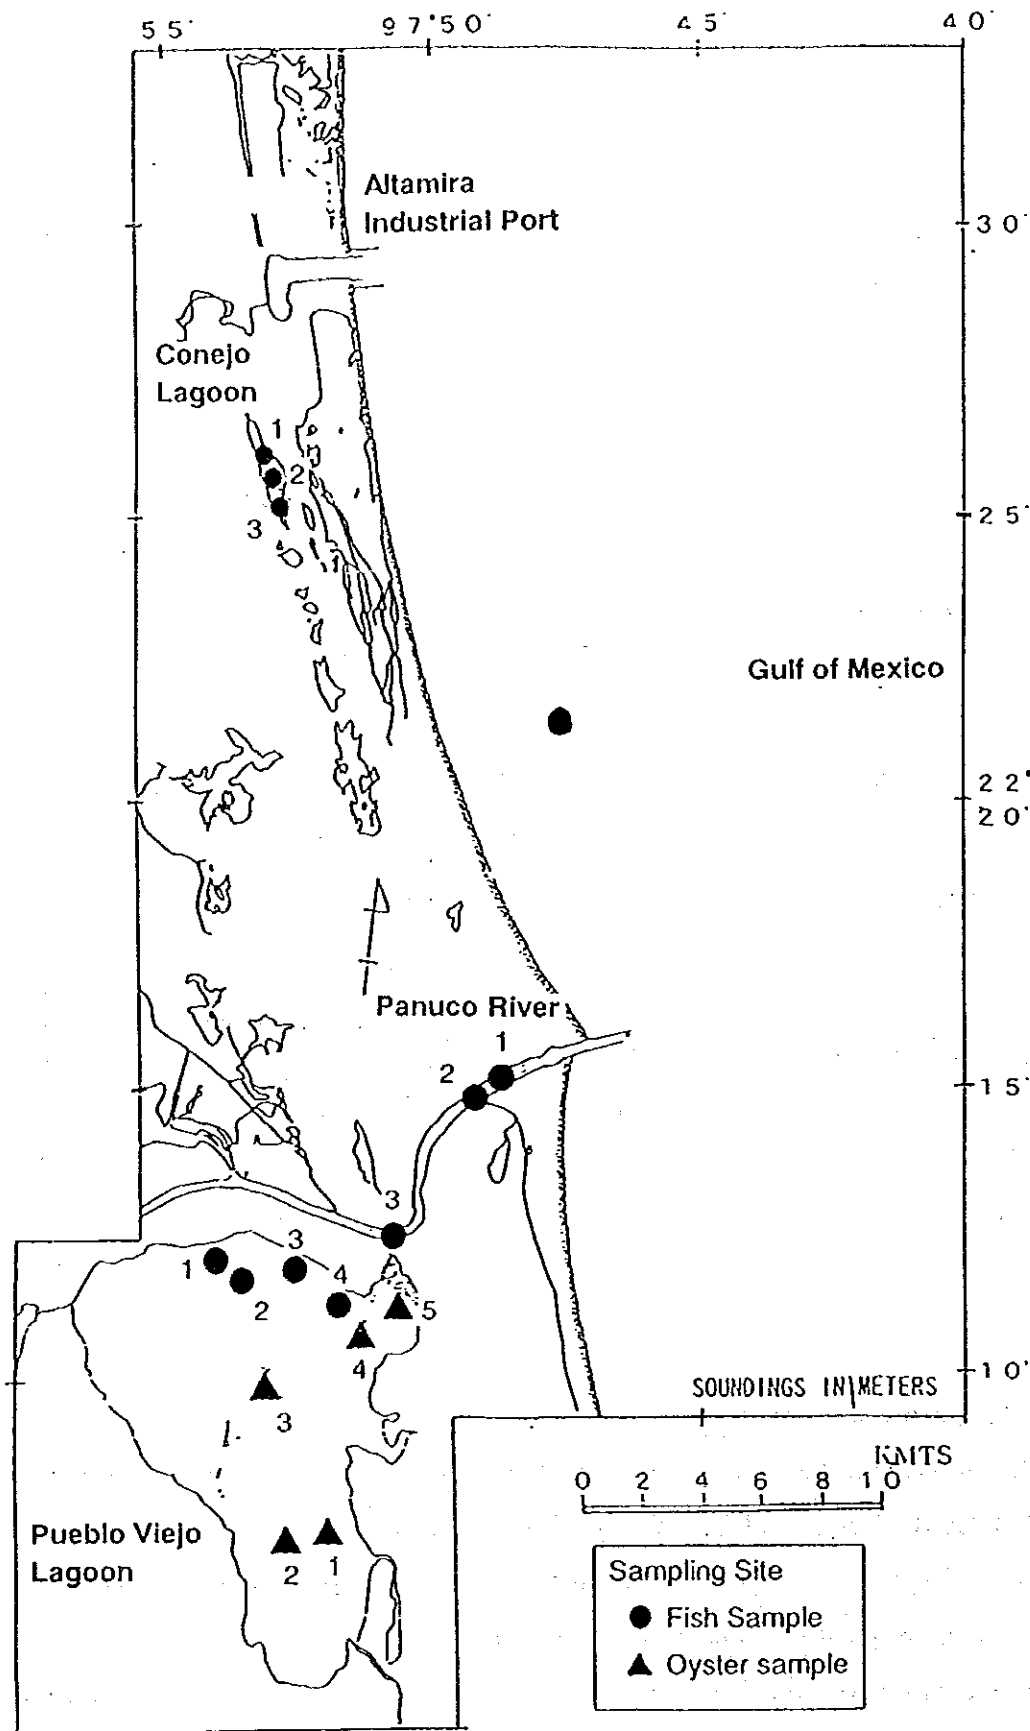 55' 97°50' 45' 40'
Altamira
Industrial Port
30'
Conejo
Lagoon
1
2
3
25'
Gulf of Mexico
22°
20'
Panuco River
1
2
15'
3
3
1
4
2
5
4
10'
SOUNDINGS IN METERS
3
KMTS
0 2 4 6 8 10
Pueblo Viejo
Lagoon
2 1
Sampling Site
Fish Sample
Oyster sample